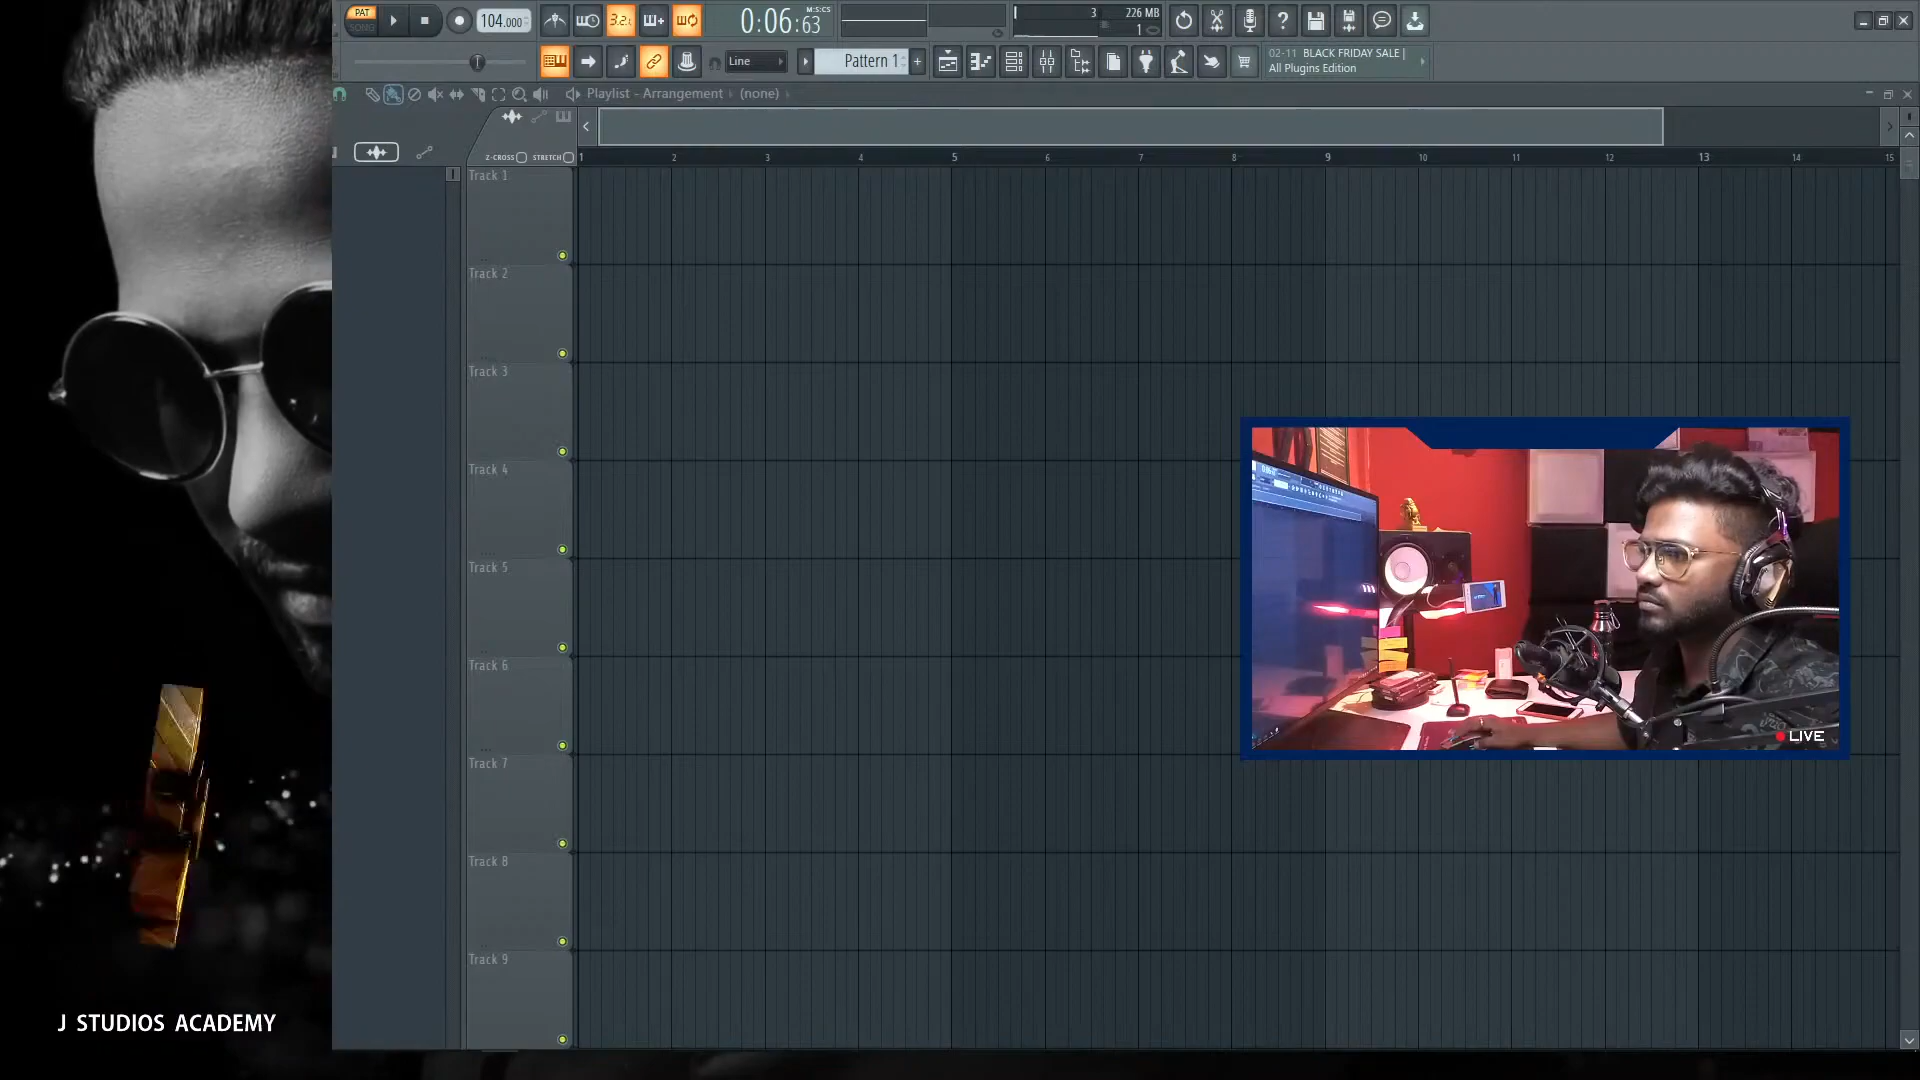 PAT
SONG
104.000
3.2.1
0:06:63
M:S:CS
3
226 MB
1
Line
Pattern 1
02-11 BLACK FRIDAY SALE |
All Plugins Edition
Playlist - Arrangement
(none)
Z-CROSS
STRETCH
1 2 3 4 5 6 7 8 9 10 11 12 13 14 15
Track 1
Track 2
Track 3
Track 4
Track 5
Track 6
Track 7
Track 8
Track 9
LIVE
J STUDIOS ACADEMY